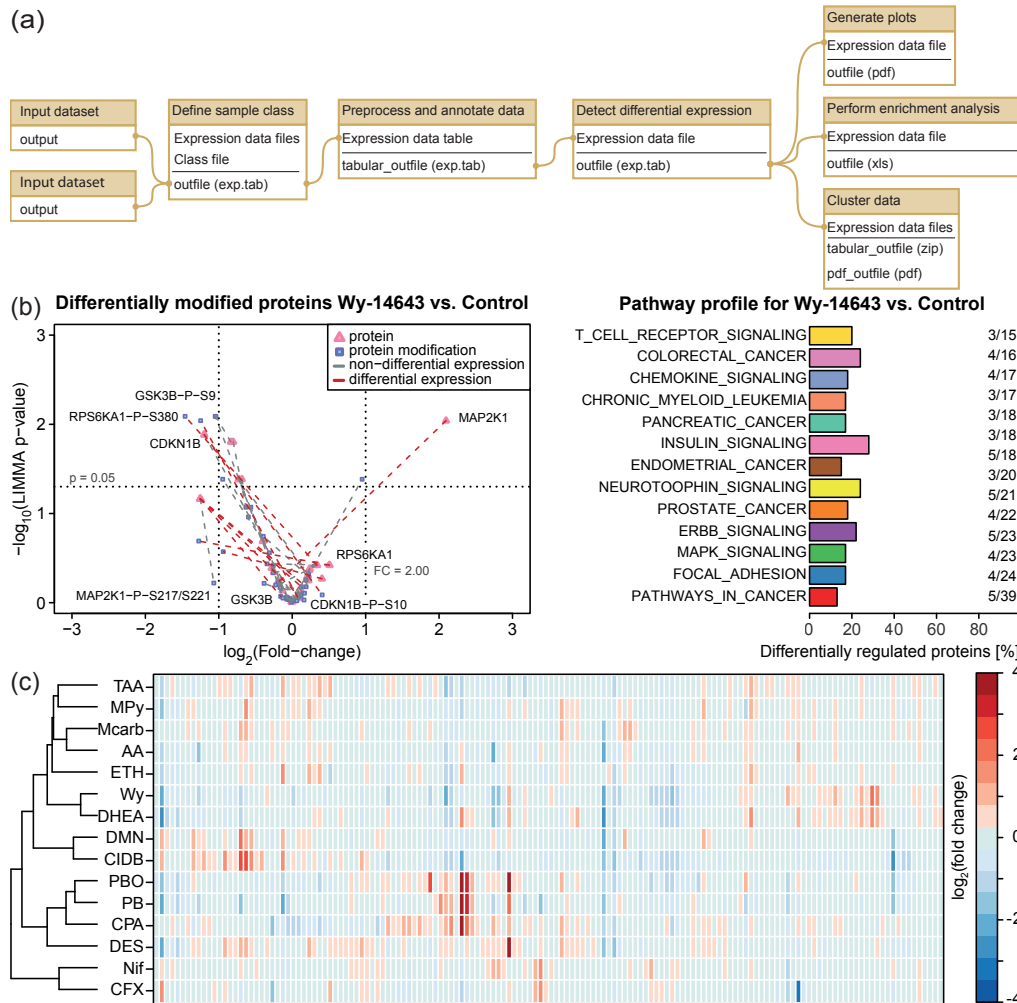 (a)
Input dataset
output
Input dataset
output
Define sample class
Expression data files
Class file
outfile (exp.tab)
Preprocess and annotate data
Expression data table
tabular_outfile (exp.tab)
Detect differential expression
Expression data file
outfile (exp.tab)
Generate plots
Expression data file
outfile (pdf)
Perform enrichment analysis
Expression data file
outfile (xls)
Cluster data
Expression data files
tabular_outfile (zip)
pdf_outfile (pdf)
(b)
Differentially modified proteins Wy-14643 vs. Control
protein
protein modification
non-differential expression
differential expression
GSK3B-P-S9
RPS6KA1-P-S380
CDKN1B
MAP2K1
p = 0.05
RPS6KA1
FC = 2.00
MAP2K1-P-S217/S221
GSK3B
CDKN1B-P-S10
−log10(LIMMA p-value)
3
2
1
0
−3
−2
−1
0
1
2
3
log2(Fold-change)
Pathway profile for Wy-14643 vs. Control
T_CELL_RECEPTOR_SIGNALING
COLORECTAL_CANCER
CHEMOKINE_SIGNALING
CHRONIC_MYELOID_LEUKEMIA
PANCREATIC_CANCER
INSULIN_SIGNALING
ENDOMETRIAL_CANCER
NEUROTOOPHIN_SIGNALING
PROSTATE_CANCER
ERBB_SIGNALING
MAPK_SIGNALING
FOCAL_ADHESION
PATHWAYS_IN_CANCER
3/15
4/16
4/17
3/17
3/18
3/18
5/18
3/20
5/21
4/22
5/23
4/23
4/24
5/39
0
20
40
60
80
100
Differentially regulated proteins [%]
(c)
TAA
MPy
Mcarb
AA
ETH
Wy
DHEA
DMN
CIDB
PBO
PB
CPA
DES
Nif
CFX
4
2
0
-2
-4
log2(fold change)